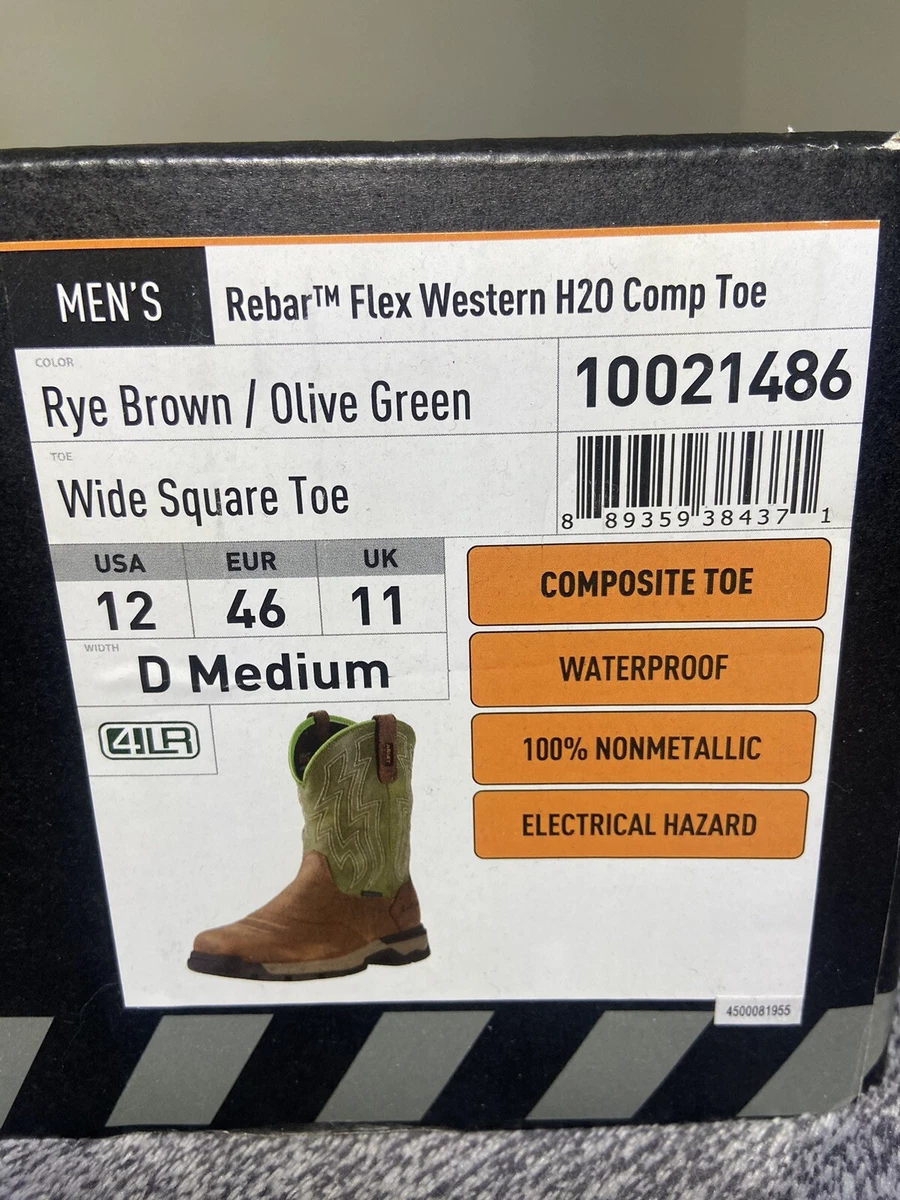 MEN'S
Rebar™ Flex Western H20 Comp Toe
COLOR
Rye Brown / Olive Green
10021486
TOE
Wide Square Toe
8 89359 38437 1
USA EUR UK
12 46 11
WIDTH
D Medium
4LR
COMPOSITE TOE
WATERPROOF
100% NONMETALLIC
ELECTRICAL HAZARD
4500081955